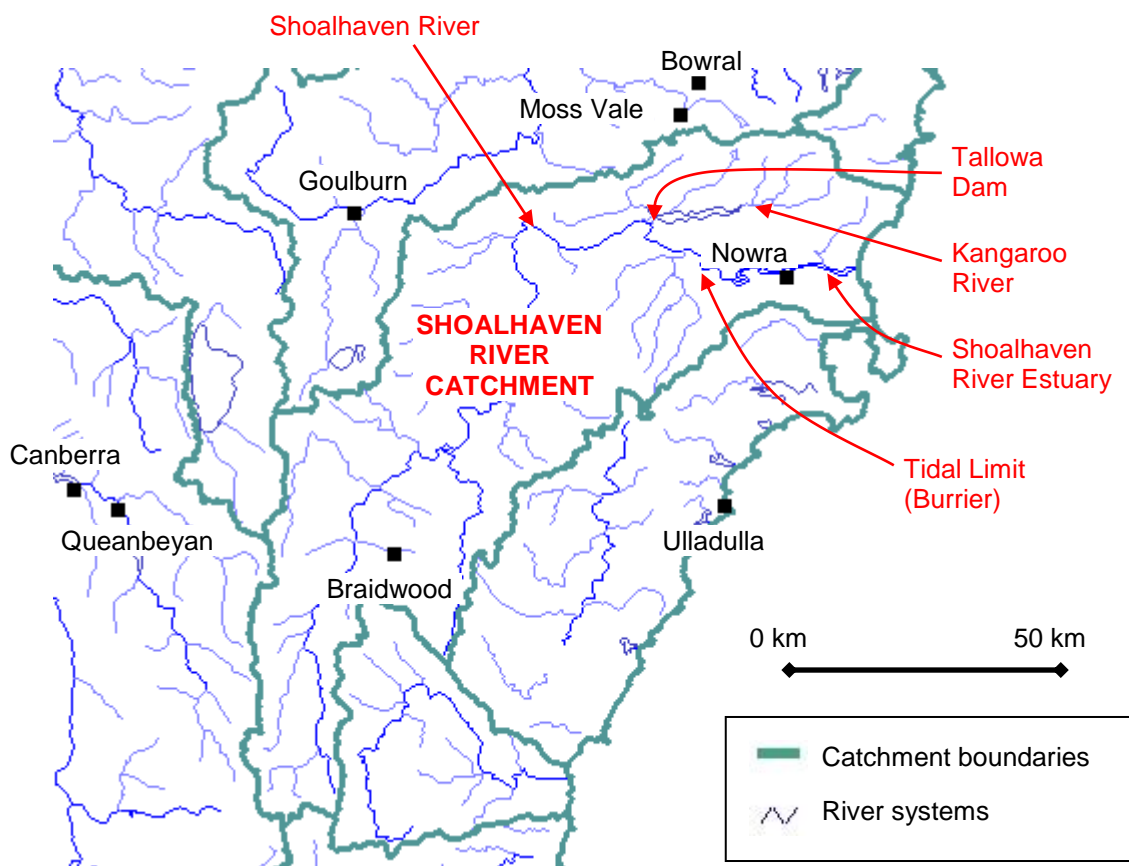 Shoalhaven River
Bowral
Moss Vale
Tallowa
Dam
Goulburn
Kangaroo
River
Nowra
SHOALHAVEN
RIVER
CATCHMENT
Shoalhaven
River Estuary
Canberra
Tidal Limit
(Burrier)
Queanbeyan
Ulladulla
Braidwood
0 km
50 km
Catchment boundaries
River systems